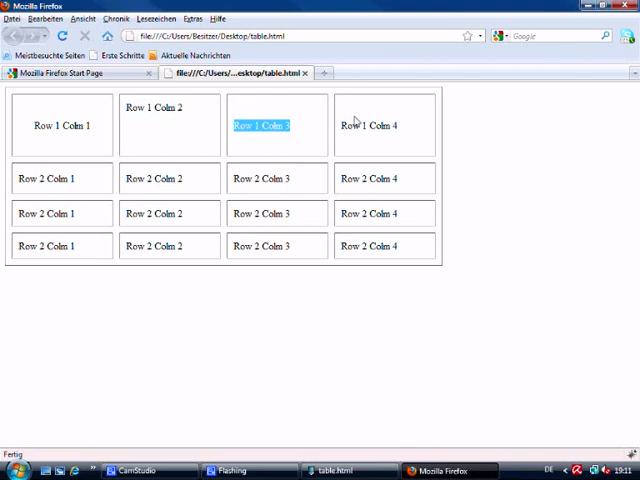 Mozilla Firefox
Datei Bearbeiten Ansicht Chronik Lesezeichen Extras Hilfe
file:///C:/Users/Besitzer/Desktop/table.html
Google
Meistbesuchte Seiten Erste Schritte Aktuelle Nachrichten
Mozilla Firefox Start Page file:///C:/Users/...esktop/table.html
Row 1 Colm 1 Row 1 Colm 2 Row 1 Colm 3 Row 1 Colm 4
Row 2 Colm 1 Row 2 Colm 2 Row 2 Colm 3 Row 2 Colm 4
Row 2 Colm 1 Row 2 Colm 2 Row 2 Colm 3 Row 2 Colm 4
Row 2 Colm 1 Row 2 Colm 2 Row 2 Colm 3 Row 2 Colm 4
Fertig
CamStudio Flashing table.html Mozilla Firefox DE 19:11